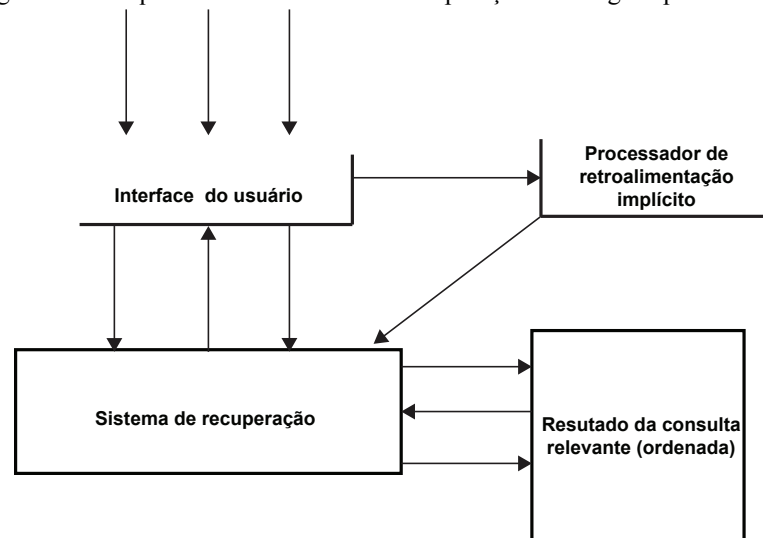 Processador de
retroalimentação
implícito
Interface do usuário
Sistema de recuperação
Resutado da consulta
relevante (ordenada)